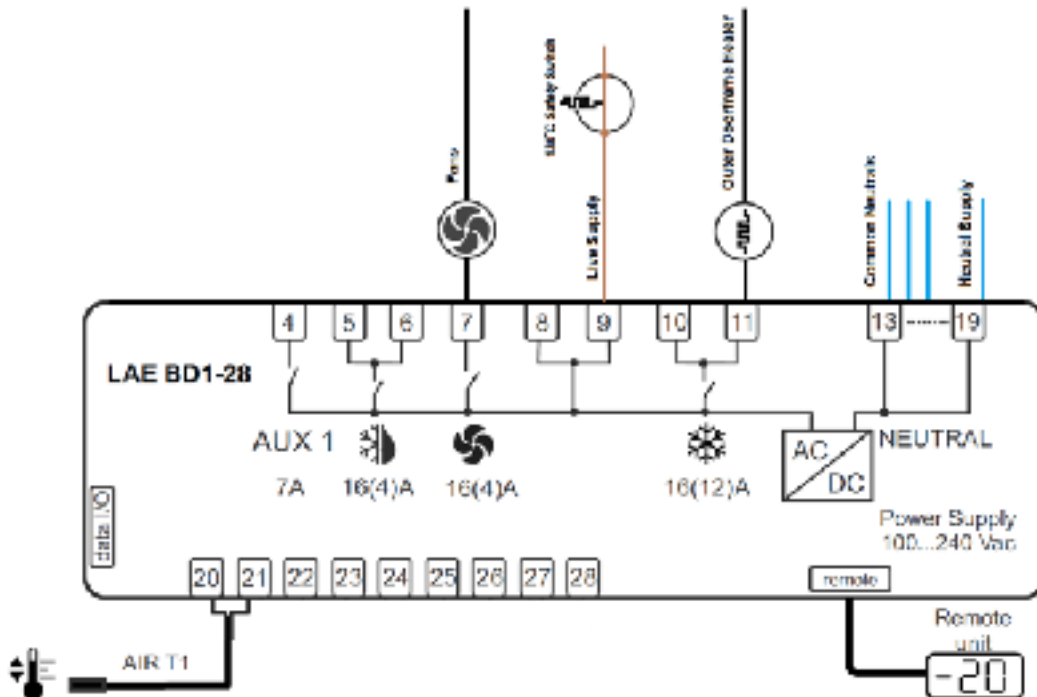 Fans
Safety Switch
Live Supply
Outer Doorframe Heater
Common Neutrals
Neutral Supply
4 5 6 7 8 9 10 11 13 19
LAE BD1-28
AUX 1
NEUTRAL
AC
DC
7A 16(4)A 16(4)A 16(12)A
data I/O
Power Supply
100...240 Vac
20 21 22 23 24 25 26 27 28
remote
Remote
unit
AIR T1
-20